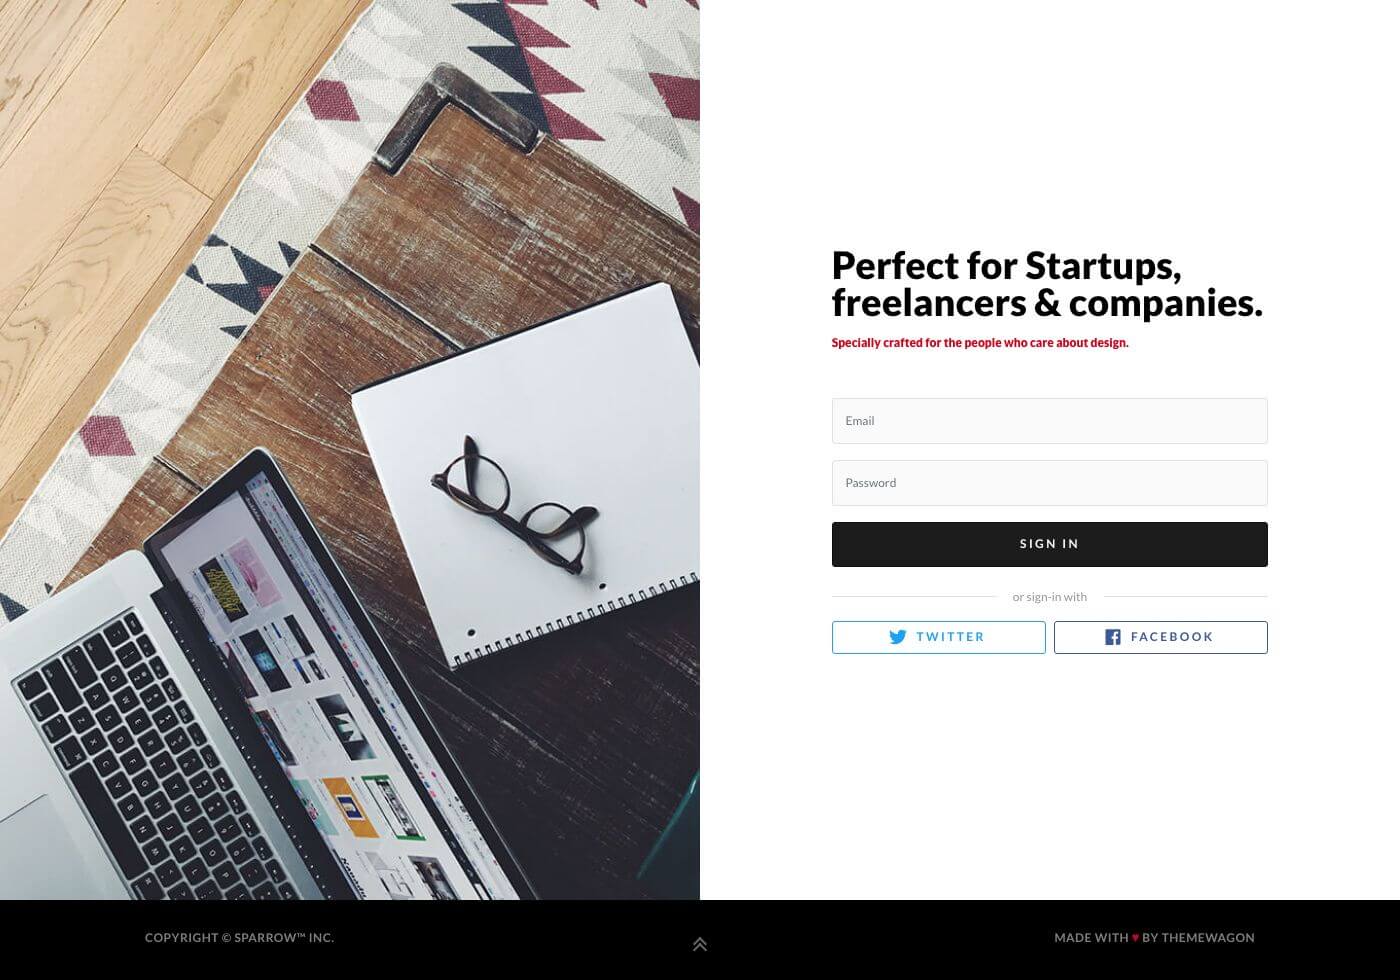 Perfect for Startups,
freelancers & companies.
Specially crafted for the people who care about design.
Email
Password
SIGN IN
or sign-in with
TWITTER
FACEBOOK
COPYRIGHT © SPARROW™ INC.
MADE WITH ♥ BY THEMEWAGON